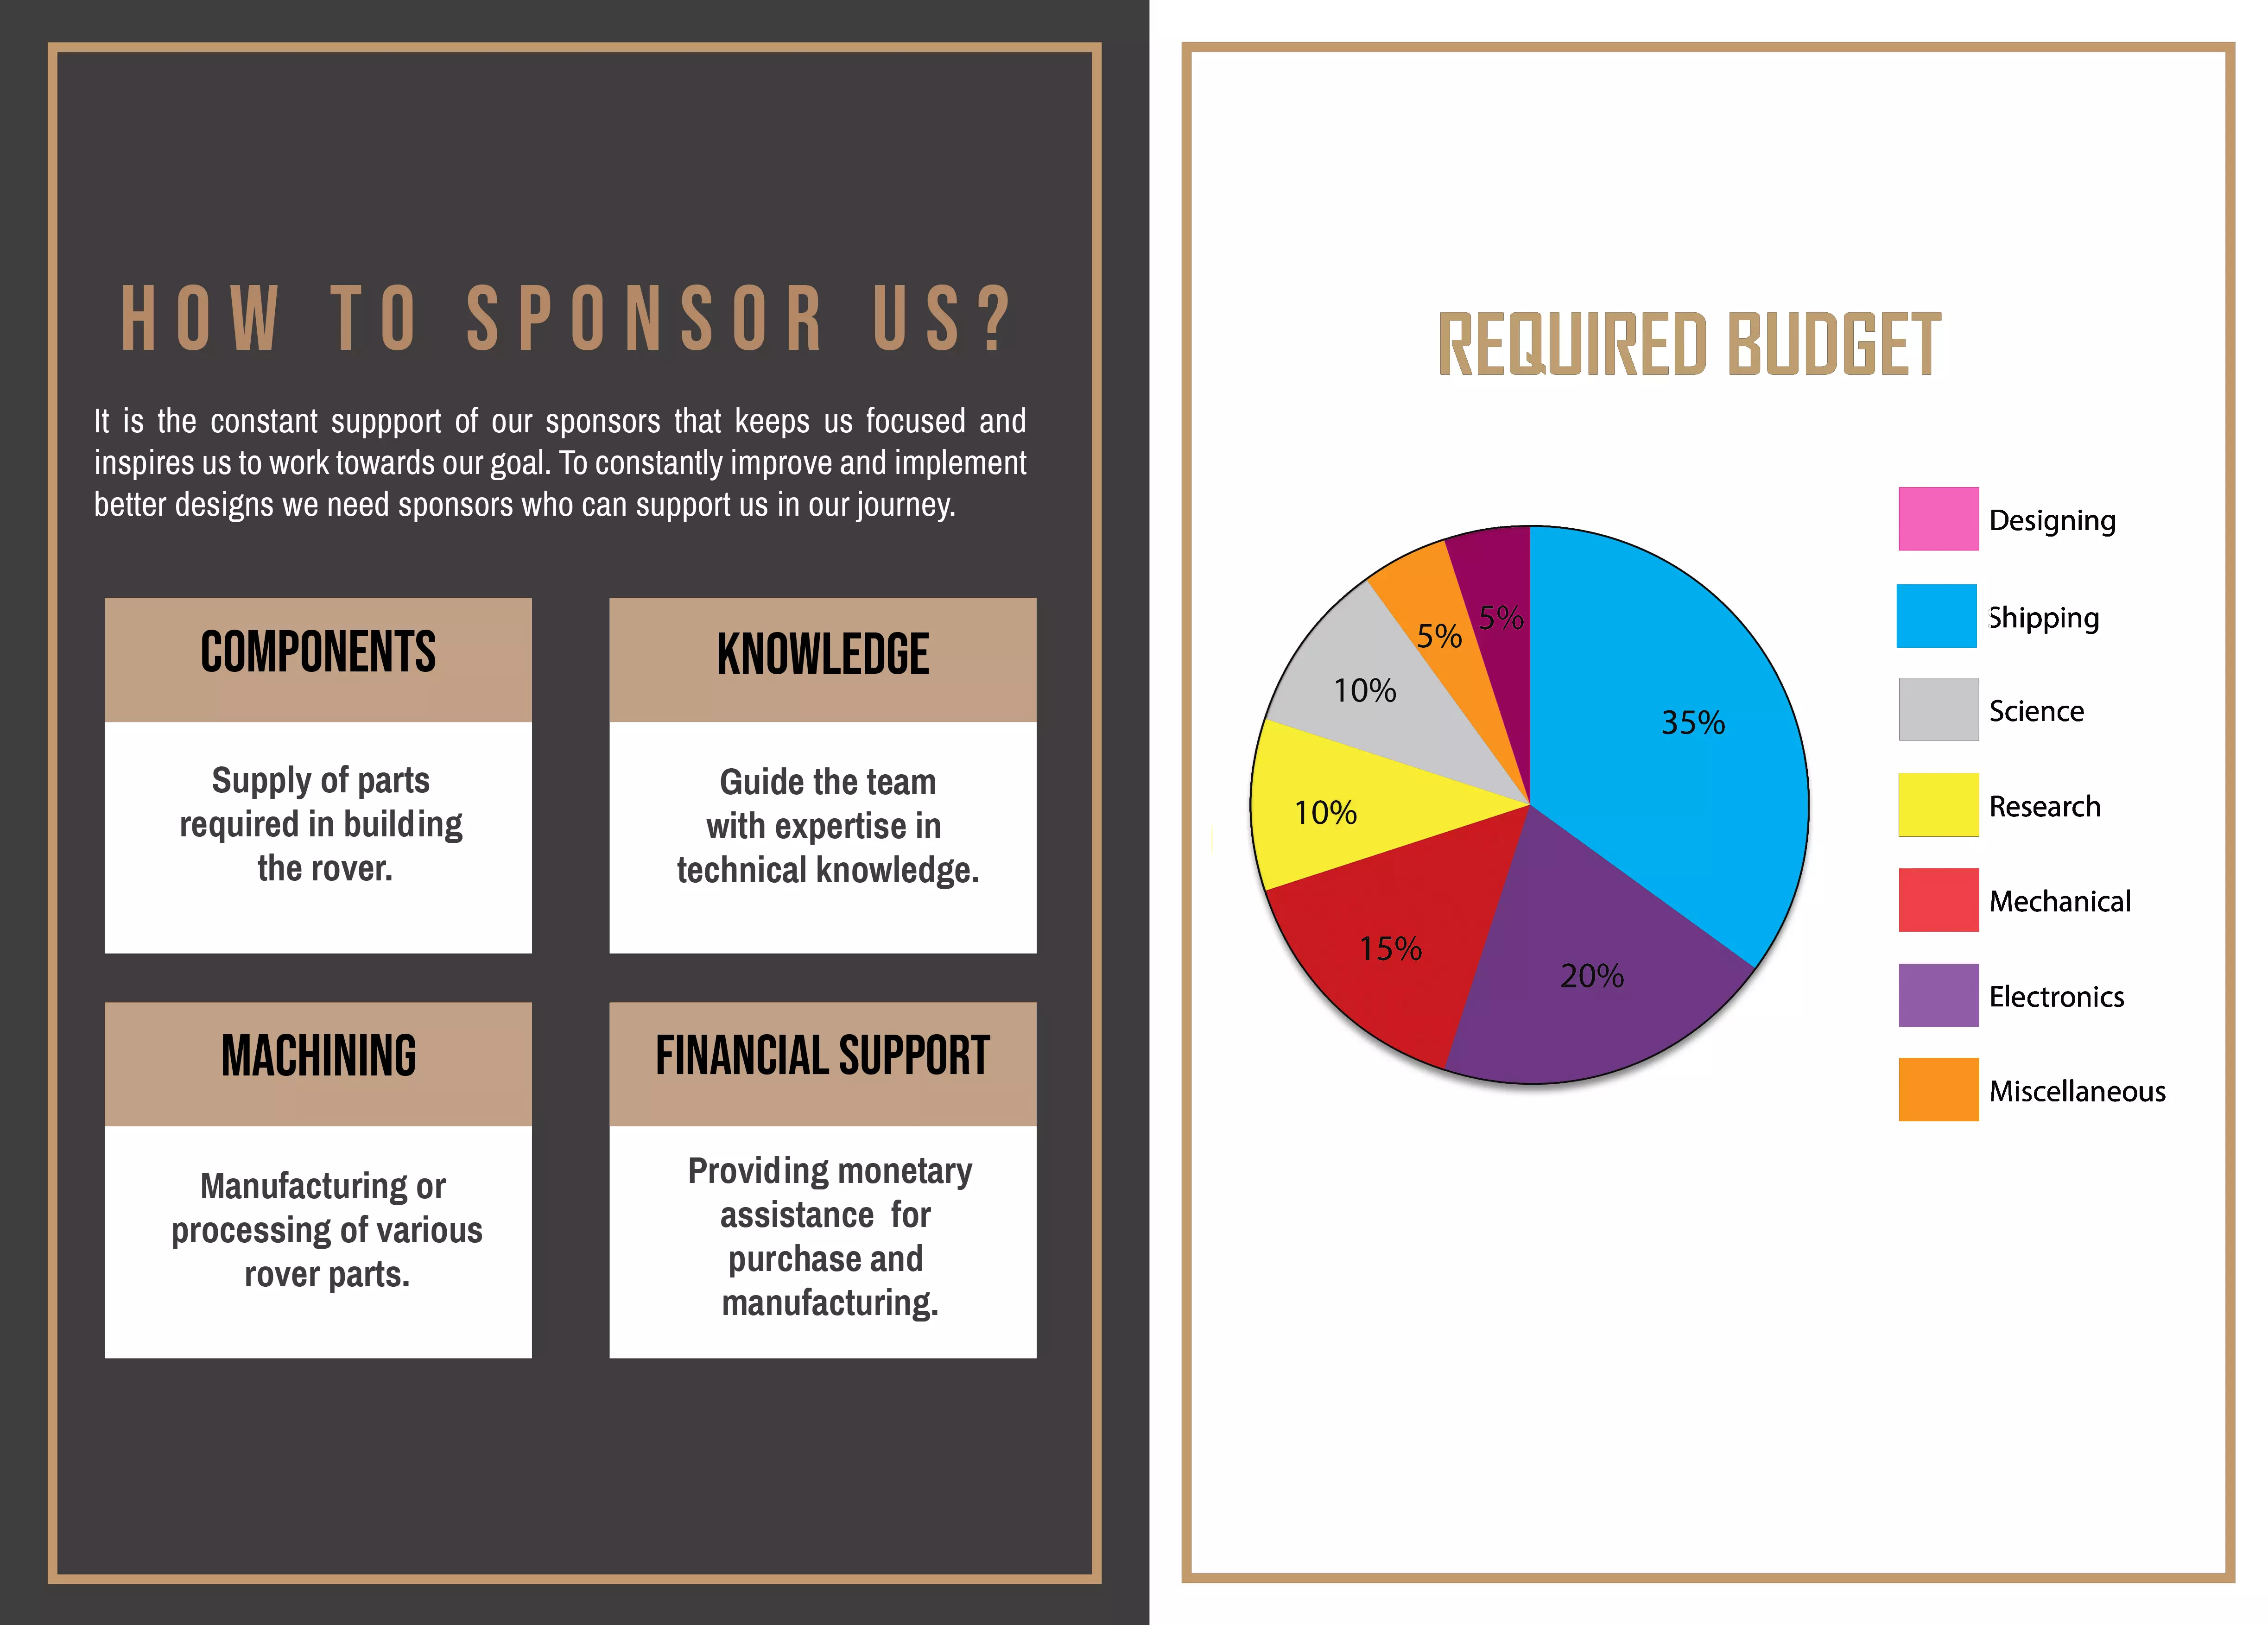 HOW TO SPONSOR US?
It is the constant suppport of our sponsors that keeps us focused and
inspires us to work towards our goal. To constantly improve and implement
better designs we need sponsors who can support us in our journey.
COMPONENTS
Supply of parts
required in building
the rover.
KNOWLEDGE
Guide the team
with expertise in
technical knowledge.
MACHINING
Manufacturing or
processing of various
rover parts.
FINANCIAL SUPPORT
Providing monetary
assistance for
purchase and
manufacturing.
REQUIRED BUDGET
5%
5%
10%
35%
10%
15%
20%
Designing
Shipping
Science
Research
Mechanical
Electronics
Miscellaneous